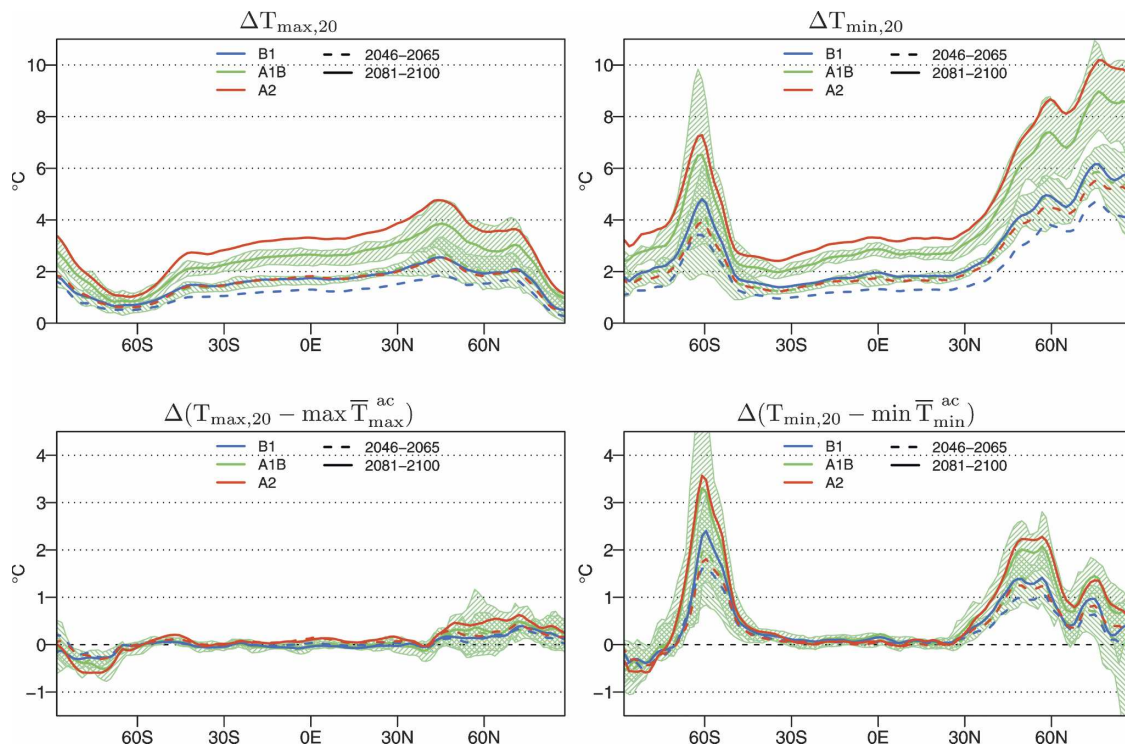 ΔT_max,20
B1
A1B
A2
2046−2065
2081−2100
°C
10
8
6
4
2
0
60S 30S 0E 30N 60N
ΔT_min,20
B1
A1B
A2
2046−2065
2081−2100
°C
10
8
6
4
2
0
60S 30S 0E 30N 60N
Δ(T_max,20 − max T̅_max^ac)
B1
A1B
A2
2046−2065
2081−2100
°C
4
3
2
1
0
−1
60S 30S 0E 30N 60N
Δ(T_min,20 − min T̅_min^ac)
B1
A1B
A2
2046−2065
2081−2100
°C
4
3
2
1
0
−1
60S 30S 0E 30N 60N